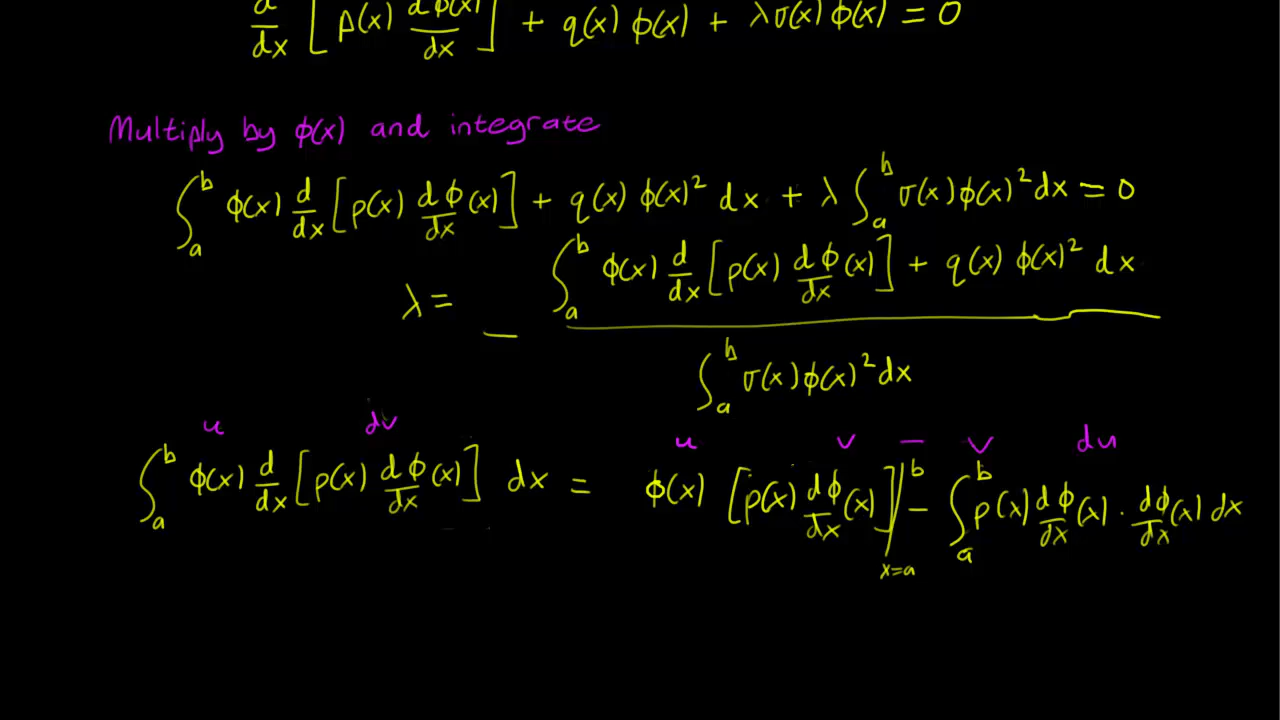 d/dx [p(x) dϕ(x)/dx] + q(x) ϕ(x) + λσ(x) ϕ(x) = 0
Multiply by ϕ(x) and integrate
∫_a^b ϕ(x) d/dx [p(x) dϕ/dx (x)] + q(x) ϕ(x)² dx + λ ∫_a^b σ(x)ϕ(x)² dx = 0
λ = − ∫_a^b ϕ(x) d/dx [p(x) dϕ/dx (x)] + q(x) ϕ(x)² dx
∫_a^b σ(x)ϕ(x)² dx
u dv u v − v du
∫_a^b ϕ(x) d/dx [p(x) dϕ/dx (x)] dx = ϕ(x) [p(x) dϕ/dx (x)] |_{x=a}^b − ∫_a^b p(x) dϕ/dx (x) · dϕ/dx (x) dx